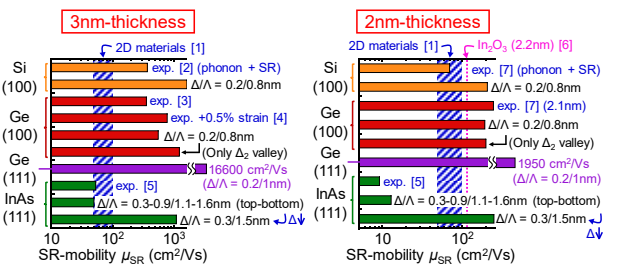 3nm-thickness
2D materials [1]
Si
(100)
exp. [2] (phonon + SR)
Δ/Λ = 0.2/0.8nm
Ge
(100)
exp. [3]
exp. +0.5% strain [4]
Δ/Λ = 0.2/0.8nm
(Only Δ2 valley)
Ge
(111)
16600 cm²/Vs
(Δ/Λ = 0.2/1nm)
InAs
(111)
exp. [5]
Δ/Λ = 0.3-0.9/1.1-1.6nm (top-bottom)
Δ/Λ = 0.3/1.5nm
Δ
10 10² 10³
SR-mobility μSR (cm²/Vs)
2nm-thickness
2D materials [1]
In2O3 (2.2nm) [6]
Si
(100)
exp. [7] (phonon + SR)
Δ/Λ = 0.2/0.8nm
Ge
(100)
exp. [7] (2.1nm)
Δ/Λ = 0.2/0.8nm
(Only Δ2 valley)
Ge
(111)
1950 cm²/Vs
(Δ/Λ = 0.2/1nm)
InAs
(111)
exp. [5]
Δ/Λ = 0.3-0.9/1.1-1.6nm (top-bottom)
Δ/Λ = 0.3/1.5nm
Δ
10 10²
SR-mobility μSR (cm²/Vs)